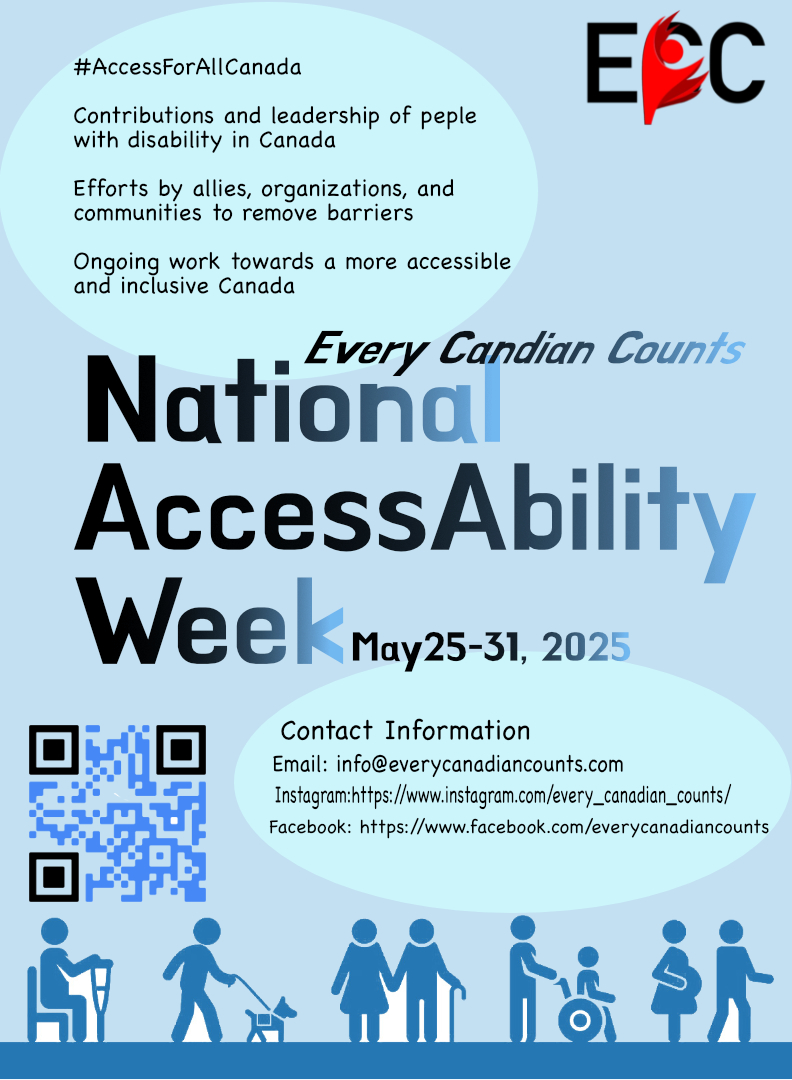 ECC
#AccessForAllCanada
Contributions and leadership of peple
with disability in Canada
Efforts by allies, organizations, and
communities to remove barriers
Ongoing work towards a more accessible
and inclusive Canada
Every Candian Counts
National
AccessAbility
Week
May25-31, 2025
Contact Information
Email: info@everycanadiancounts.com
Instagram:https://www.instagram.com/every_canadian_counts/
Facebook: https://www.facebook.com/everycanadiancounts